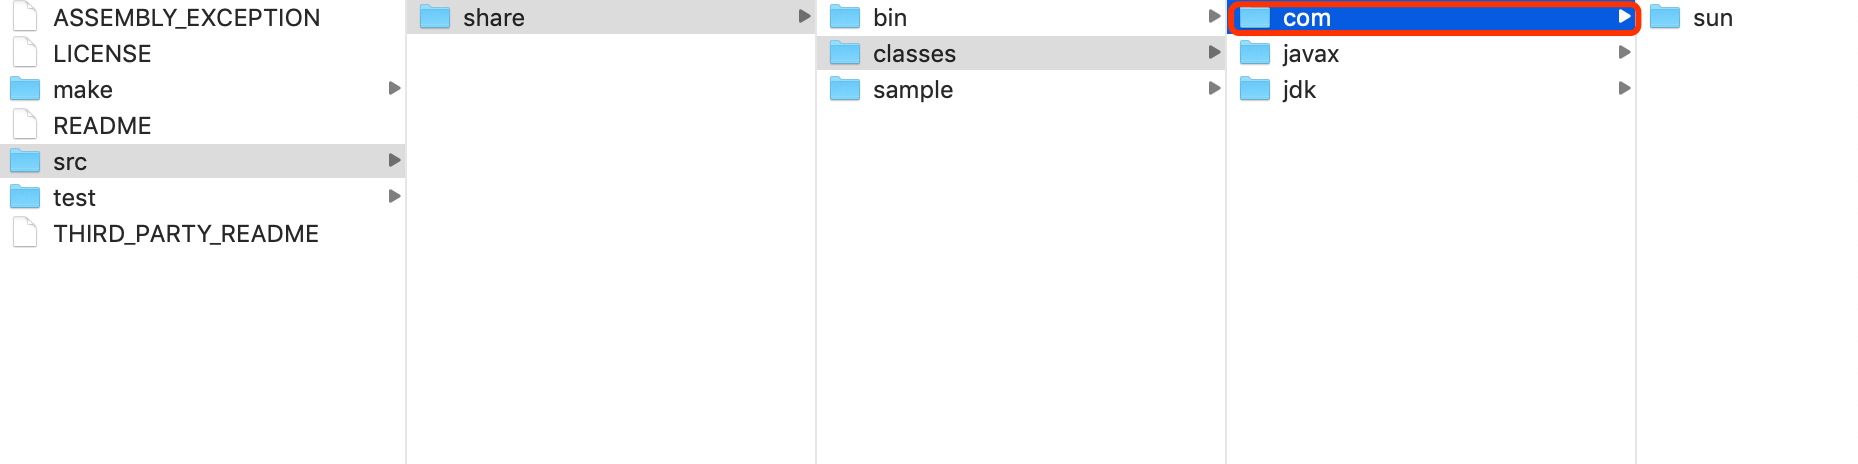 ASSEMBLY_EXCEPTION
LICENSE
make
README
src
test
THIRD_PARTY_README
share
bin
classes
sample
com
javax
jdk
sun